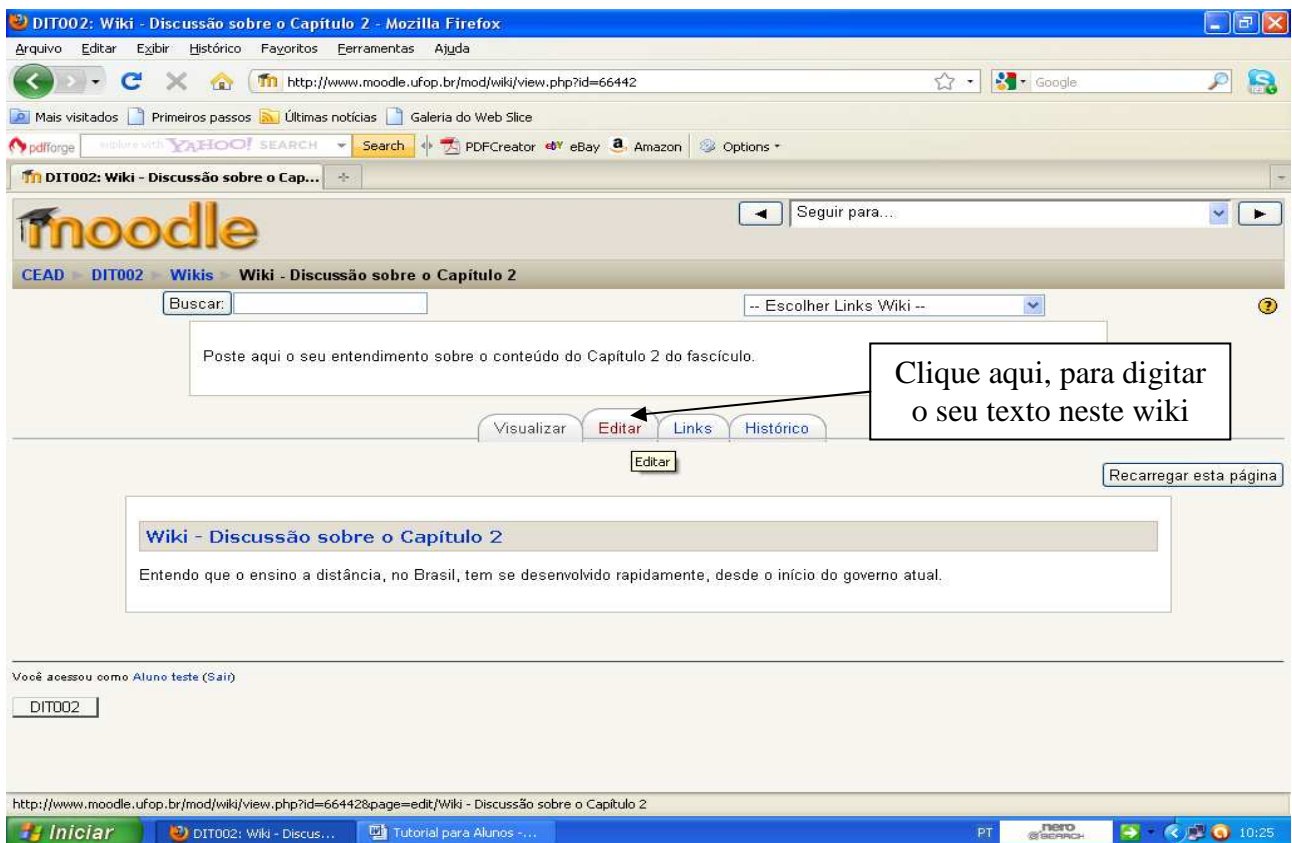 DIT002: Wiki - Discussão sobre o Capítulo 2 - Mozilla Firefox
Arquivo Editar Exibir Histórico Favoritos Ferramentas Ajuda
http://www.moodle.ufop.br/mod/wiki/view.php?id=66442 Google
Mais visitados Primeiros passos Últimas notícias Galeria do Web Slice
pdfforge explore with YAHOO! SEARCH Search PDFCreator eBay Amazon Options
DIT002: Wiki - Discussão sobre o Cap...
moodle Seguir para...
CEAD DIT002 Wikis Wiki - Discussão sobre o Capítulo 2
Buscar: -- Escolher Links Wiki --
Poste aqui o seu entendimento sobre o conteúdo do Capítulo 2 do fascículo.
Clique aqui, para digitar
o seu texto neste wiki
Visualizar Editar Links Histórico
Editar
Recarregar esta página
Wiki - Discussão sobre o Capítulo 2
Entendo que o ensino a distância, no Brasil, tem se desenvolvido rapidamente, desde o início do governo atual.
Você acessou como Aluno teste (Sair)
DIT002
http://www.moodle.ufop.br/mod/wiki/view.php?id=66442&page=edit/Wiki - Discussão sobre o Capítulo 2
Iniciar DIT002: Wiki - Discus... Tutorial para Alunos -... PT nero SEARCH 10:25